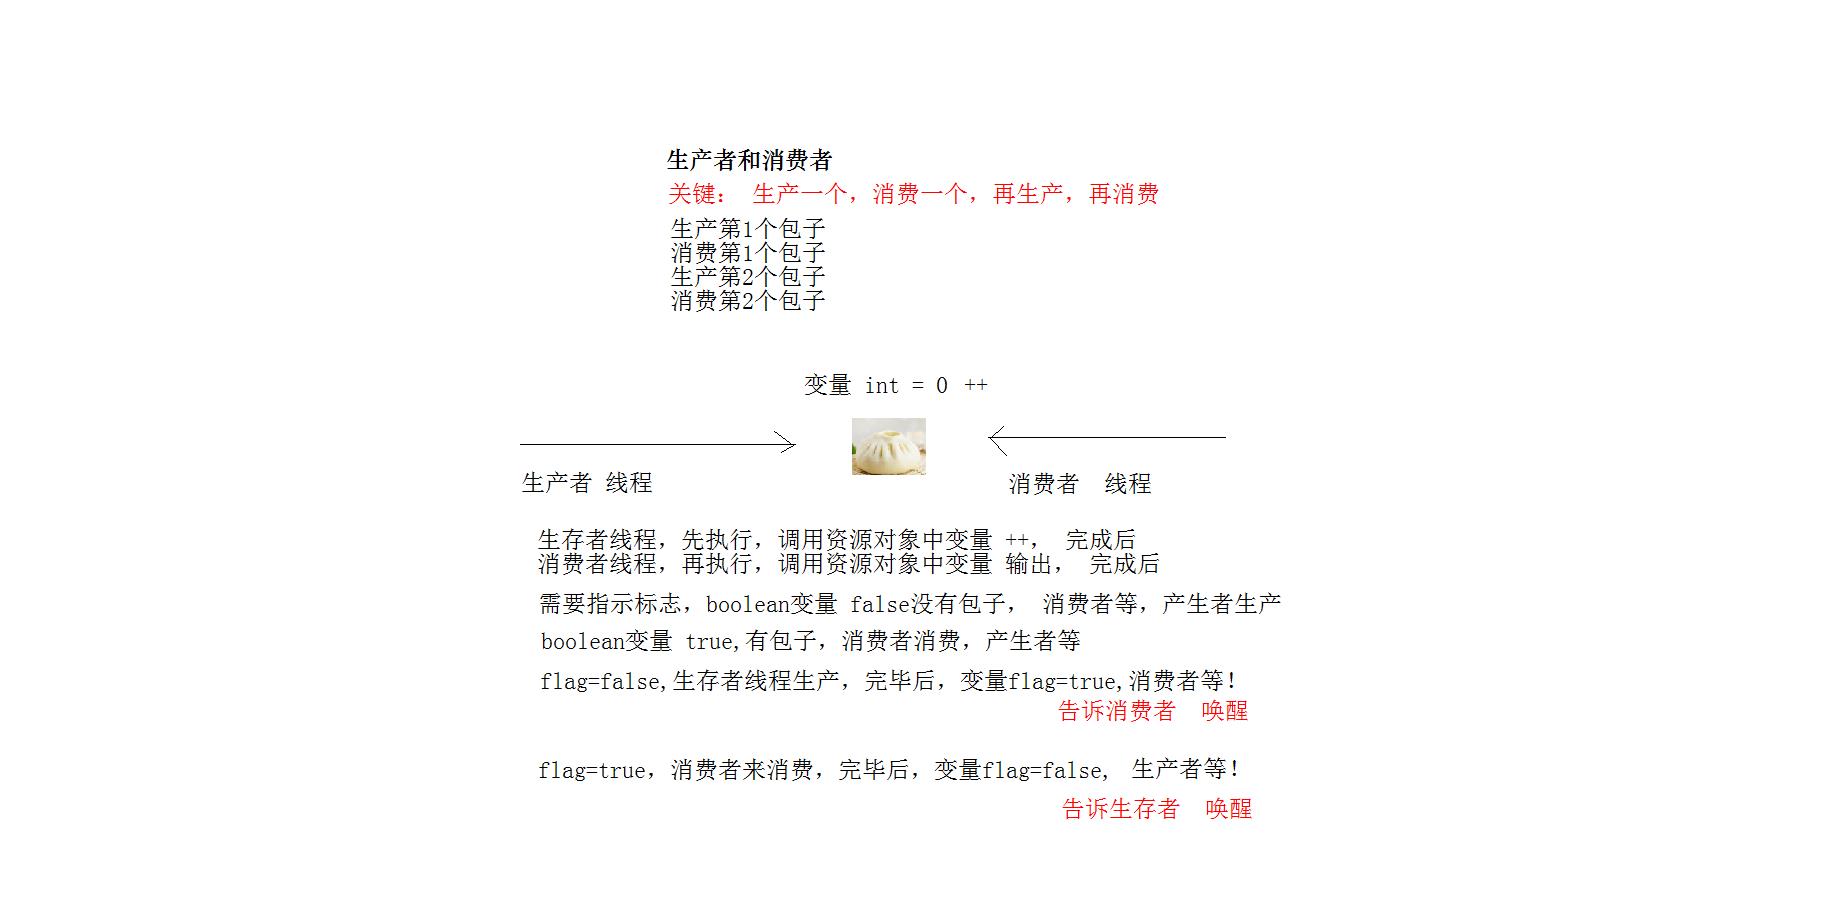 生产者和消费者
关键： 生产一个，消费一个，再生产，再消费
生产第1个包子
消费第1个包子
生产第2个包子
消费第2个包子
变量 int = 0 ++
生产者 线程
消费者 线程
生存者线程，先执行，调用资源对象中变量 ++， 完成后
消费者线程，再执行，调用资源对象中变量 输出， 完成后
需要指示标志，boolean变量 false没有包子， 消费者等，产生者生产
boolean变量 true,有包子，消费者消费，产生者等
flag=false,生存者线程生产，完毕后，变量flag=true,消费者等！
告诉消费者 唤醒
flag=true，消费者来消费，完毕后，变量flag=false, 生产者等！
告诉生存者 唤醒